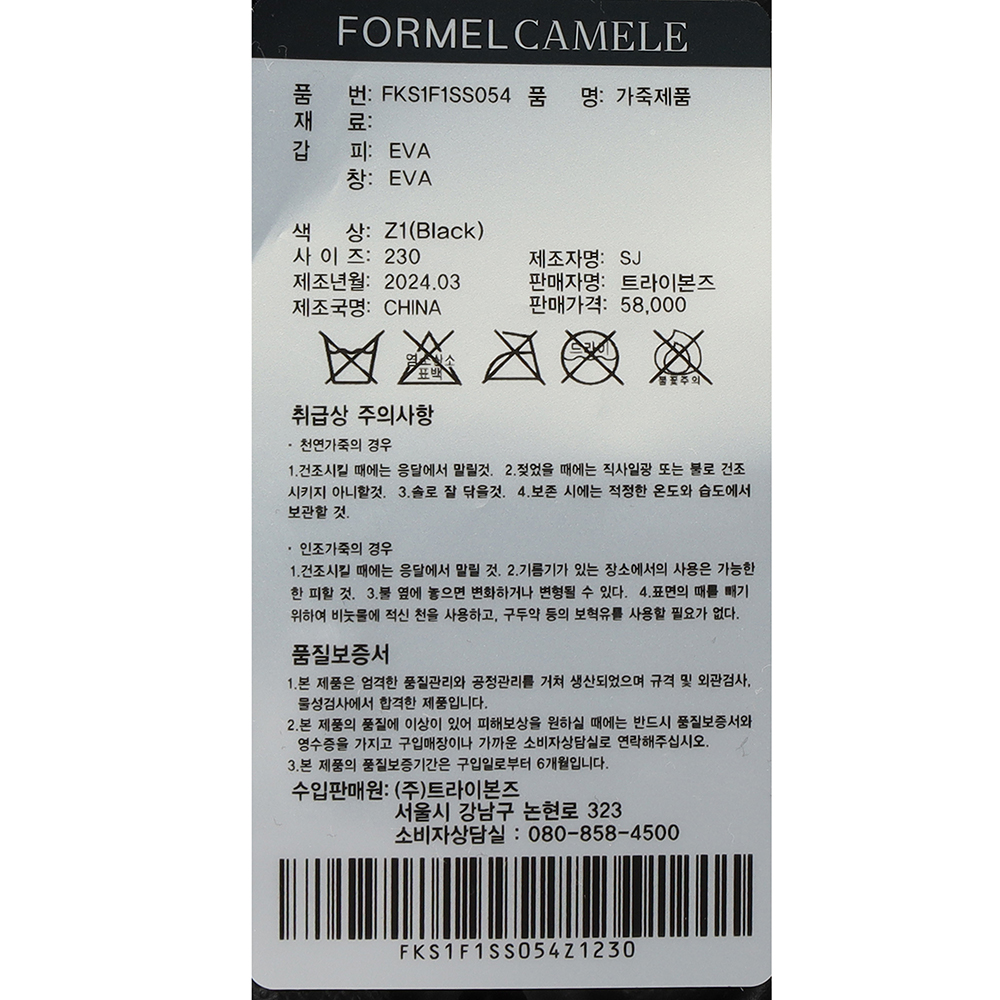 FORMEL CAMELE
품 번: FKS1F1SS054 품 명: 가죽제품
재 료:
갑 피: EVA
창: EVA
색 상: Z1(Black)
사 이 즈: 230 제조자명: SJ
제조년월: 2024.03 판매자명: 트라이본즈
제조국명: CHINA 판매가격: 58,000
염소산소 드라이
표백 불꽃주의
취급상 주의사항
· 천연가죽의 경우
1.건조시킬 때에는 응달에서 말릴것. 2.젖었을 때에는 직사일광 또는 불로 건조
시키지 아니할것. 3.솔로 잘 닦을것. 4.보존 시에는 적정한 온도와 습도에서
보관할 것.
· 인조가죽의 경우
1.건조시킬 때에는 응달에서 말릴 것. 2.기름기가 있는 장소에서의 사용은 가능한
한 피할 것. 3.불 옆에 놓으면 변화하거나 변형될 수 있다. 4.표면의 때를 빼기
위하여 비눗물에 적신 천을 사용하고, 구두약 등의 보혁유를 사용할 필요가 없다.
품질보증서
1.본 제품은 엄격한 품질관리와 공정관리를 거쳐 생산되었으며 규격 및 외관검사,
물성검사에서 합격한 제품입니다.
2.본 제품의 품질에 이상이 있어 피해보상을 원하실 때에는 반드시 품질보증서와
영수증을 가지고 구입매장이나 가까운 소비자상담실로 연락해주십시오.
3.본 제품의 품질보증기간은 구입일로부터 6개월입니다.
수입판매원: (주)트라이본즈
서울시 강남구 논현로 323
소비자상담실 : 080-858-4500
FKS1F1SS054Z1230